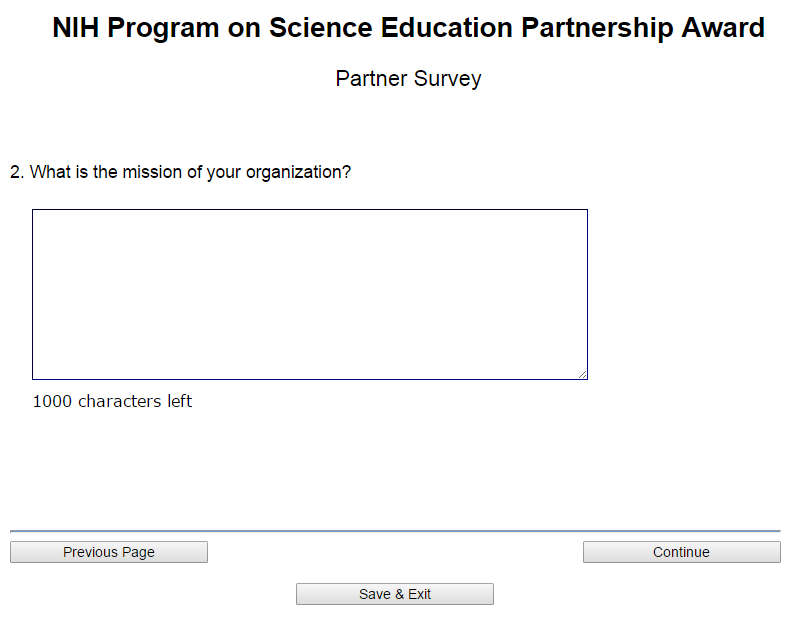 NIH Program on Science Education Partnership Award
Partner Survey
2. What is the mission of your organization?
1000 characters left
Previous Page
Continue
Save & Exit